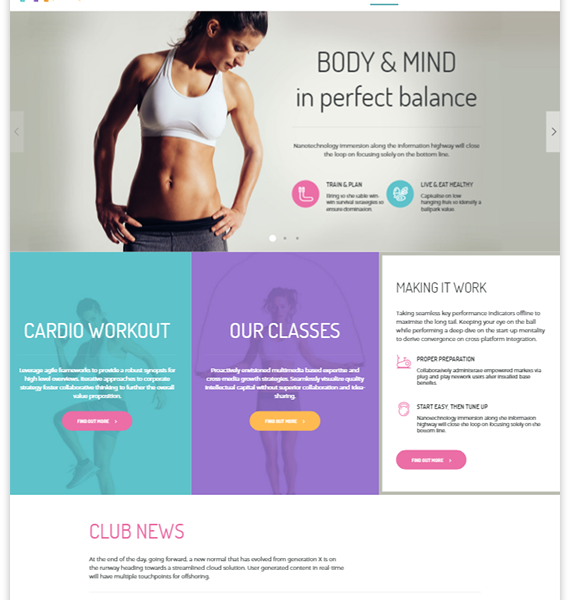 BODY & MIND
in perfect balance
Nanotechnology immersion along the information highway will close
the loop on focusing solely on the bottom line.
TRAIN & PLAN
Bring to the table win-
win survival strategies to
ensure domination.
LIVE & EAT HEALTHY
Capitalise on low
hanging fruit to identify a
ballpark value
CARDIO WORKOUT
Leverage agile frameworks to provide a robust synopsis for
high level overviews. Iterative approaches to corporate
strategy foster collaborative thinking to further the overall
value proposition.
FIND OUT MORE >
OUR CLASSES
Proactively envisioned multimedia based expertise and
cross-media growth strategies. Seamlessly visualize quality
intellectual capital without superior collaboration and idea-
sharing.
FIND OUT MORE >
MAKING IT WORK
Taking seamless key performance indicators offline to
maximise the long tail. Keeping your eye on the ball
while performing a deep dive on the start-up mentality
to derive convergence on cross-platform integration.
PROPER PREPARATION
Collaboratively administrate empowered markets via
plug-and-play network users after installed base
benefits.
START EASY, THEN TUNE UP
Nanotechnology immersion along the information
highway will close the loop on focusing solely on the
bottom line.
FIND OUT MORE >
CLUB NEWS
At the end of the day, going forward, a new normal that has evolved from generation X is on
the runway heading towards a streamlined cloud solution. User generated content in real-time
will have multiple touchpoints for offshoring.